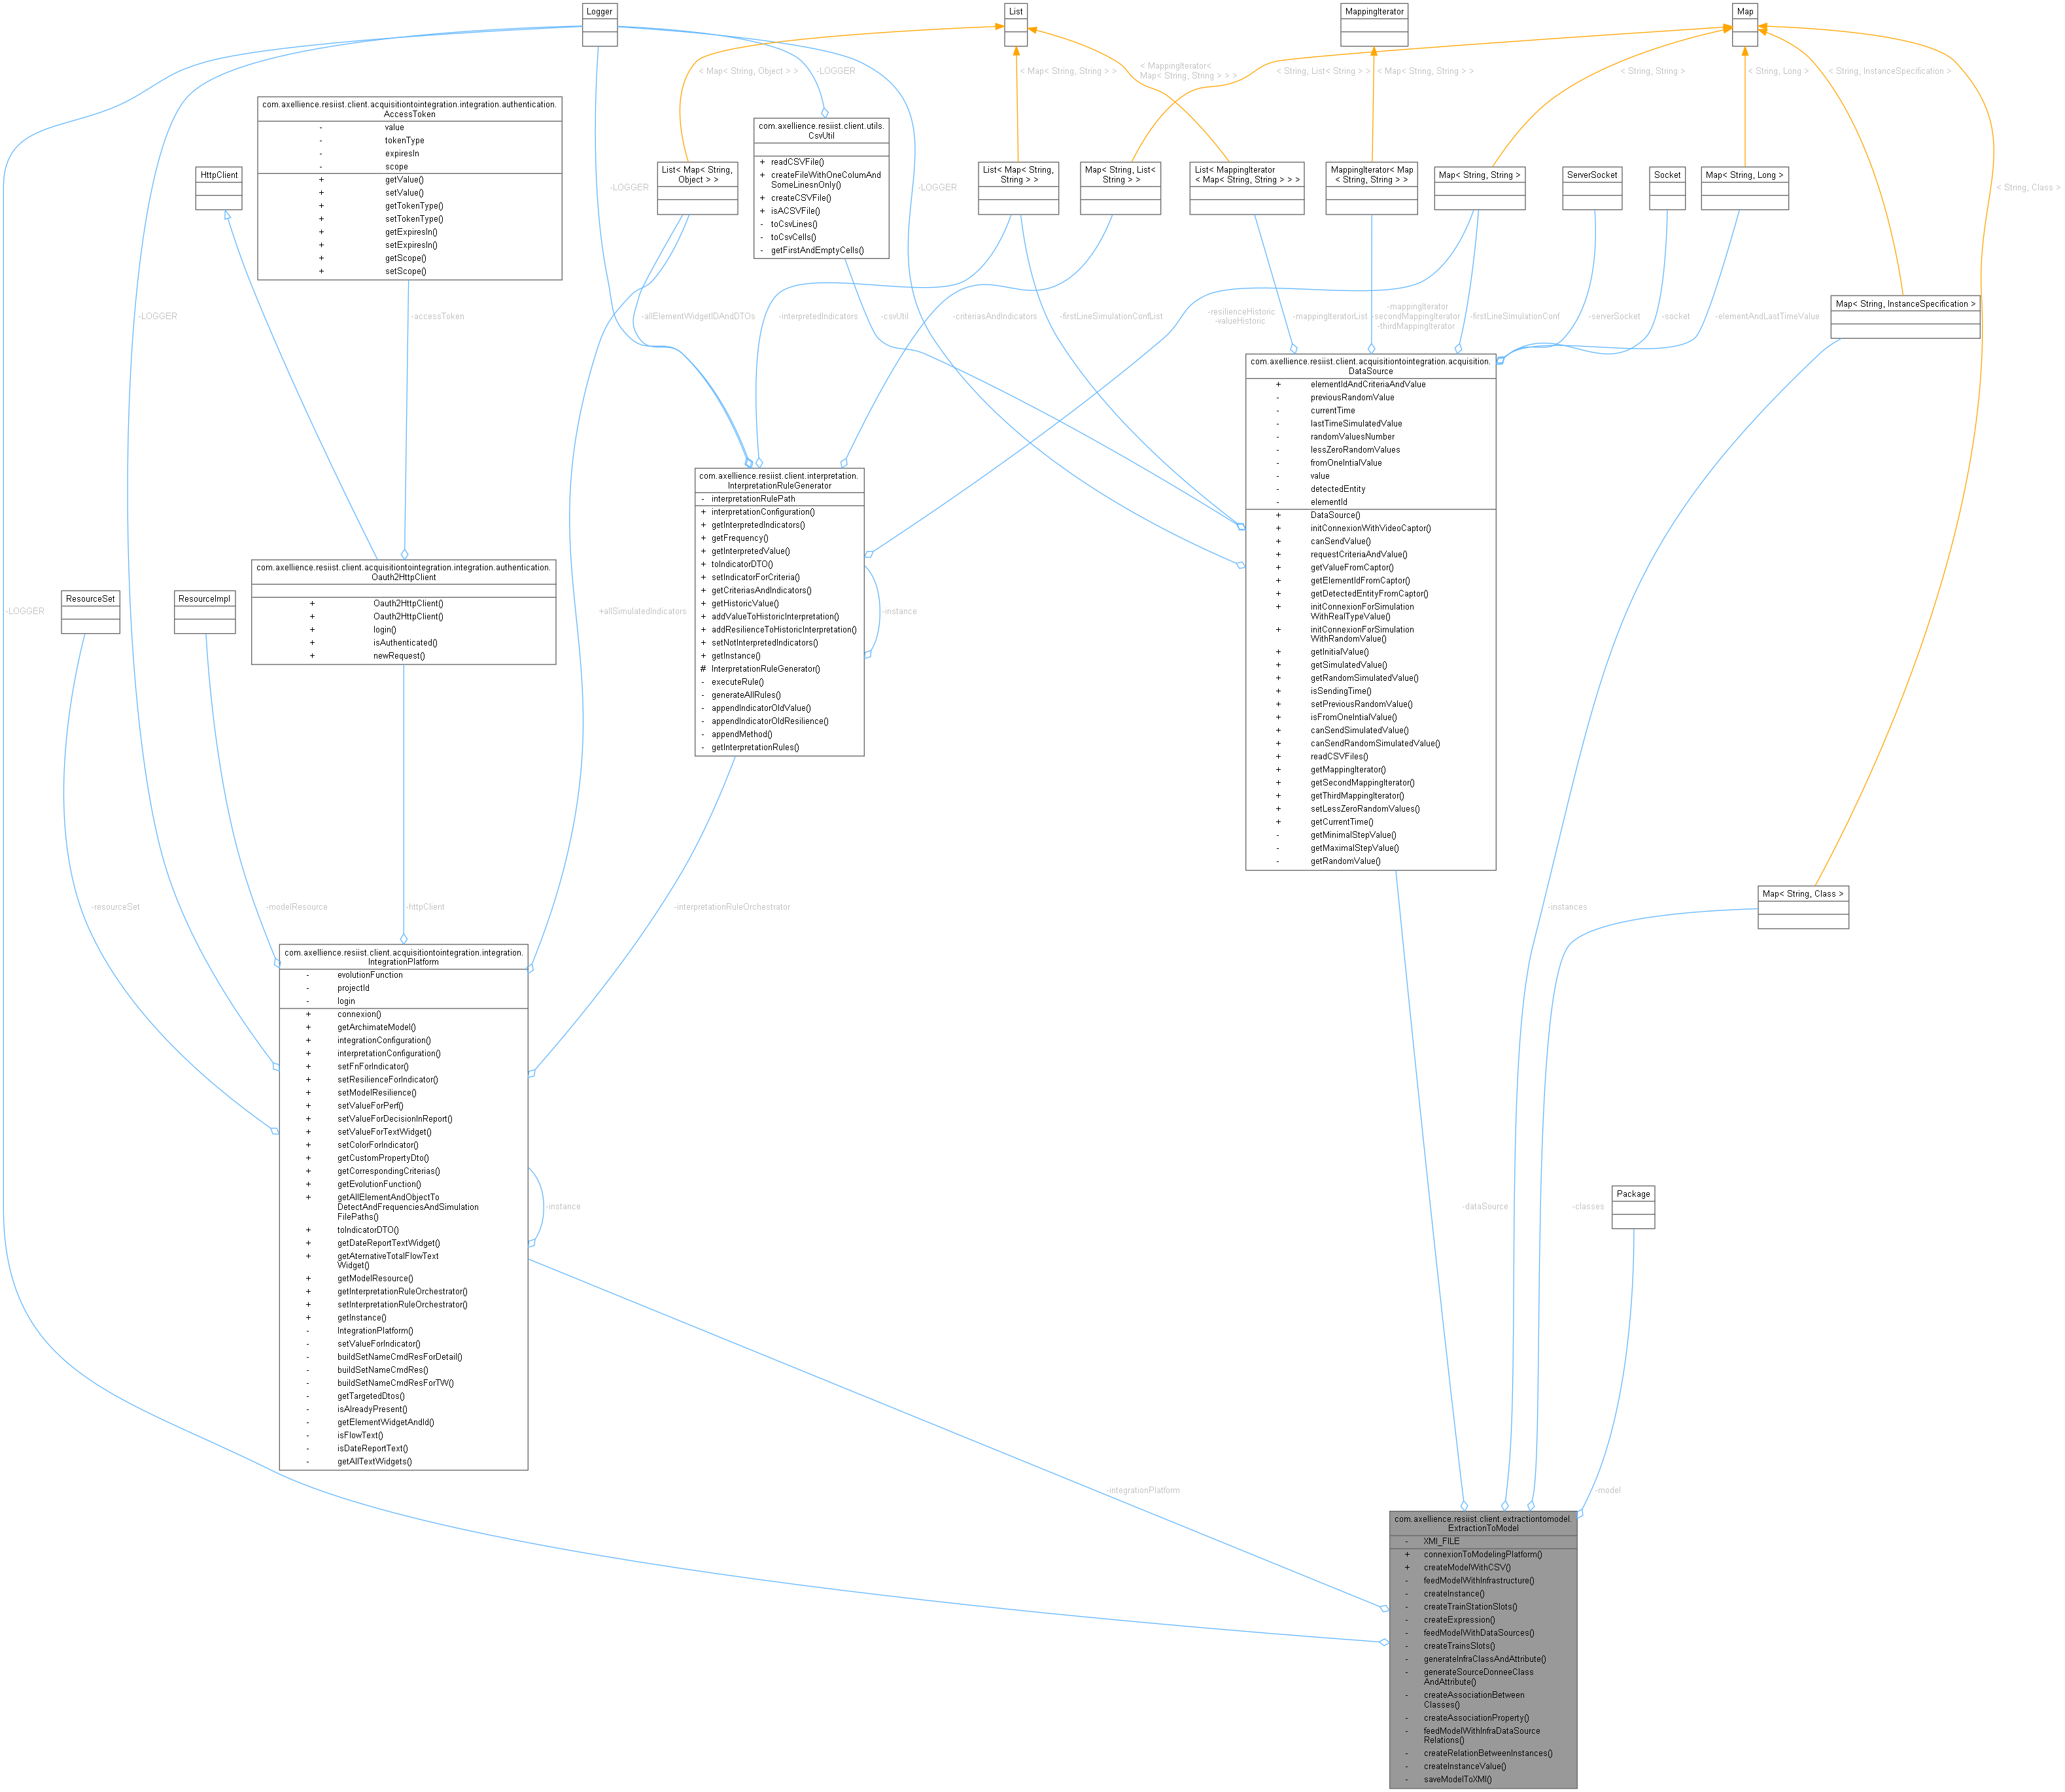 Logger
List
MappingIterator
Map
< Map< String, Object > >
-LOGGER
< Map< String, String > >
< MappingIterator<
Map< String, String > > >
< String, List< String > >
< Map< String, String > >
< String, String >
< String, Long >
< String, InstanceSpecification >
< String, Class >
com.axellience.resiist.client.acquisitiontointegration.integration.authentication.
AccessToken
- value
- tokenType
- expiresIn
- scope
+ getValue()
+ setValue()
+ getTokenType()
+ setTokenType()
+ getExpiresIn()
+ setExpiresIn()
+ getScope()
+ setScope()
com.axellience.resiist.client.utils.
CsvUtil
+ readCSVFile()
+ createFileWithOneColumAnd
SomeLinesnOnly()
+ createCSVFile()
+ isACSVFile()
- toCsvLines()
- toCsvCells()
- getFirstAndEmptyCells()
HttpClient
List< Map< String,
Object > >
List< Map< String,
String > >
Map< String, List<
String > >
List< MappingIterator
< Map< String, String > > >
MappingIterator< Map
< String, String > >
Map< String, String >
ServerSocket
Socket
Map< String, Long >
Map< String, InstanceSpecification >
-LOGGER
-LOGGER
-LOGGER
-accessToken
-allElementWidgetIDAndDTOs
-interpretedIndicators
-csvUtil
-criteriasAndIndicators
-firstLineSimulationConfList
-resilienceHistoric
-valueHistoric
-mappingIteratorList
-mappingIterator
-secondMappingIterator
-thirdMappingIterator
-firstLineSimulationConf
-serverSocket
-socket
-elementAndLastTimeValue
com.axellience.resiist.client.acquisitiontointegration.acquisition.
DataSource
+ elementIdAndCriteriaAndValue
- previousRandomValue
- currentTime
- lastTimeSimulatedValue
- randomValuesNumber
- lessZeroRandomValues
- fromOneIntialValue
- value
- detectedEntity
- elementId
+ DataSource()
+ initConnexionWithVideoCaptor()
+ canSendValue()
+ requestCriteriaAndValue()
+ getValueFromCaptor()
+ getElementIdFromCaptor()
+ getDetectedEntityFromCaptor()
+ initConnexionForSimulation
WithRealTypeValue()
+ initConnexionForSimulation
WithRandomValue()
+ getInitialValue()
+ getSimulatedValue()
+ getRandomSimulatedValue()
+ isSendingTime()
+ setPreviousRandomValue()
+ isFromOneIntialValue()
+ canSendSimulatedValue()
+ canSendRandomSimulatedValue()
+ readCSVFiles()
+ getMappingIterator()
+ getSecondMappingIterator()
+ getThirdMappingIterator()
+ setLessZeroRandomValues()
+ getCurrentTime()
- getMinimalStepValue()
- getMaximalStepValue()
- getRandomValue()
com.axellience.resiist.client.interpretation.
InterpretationRuleGenerator
- interpretationRulePath
+ interpretationConfiguration()
+ getInterpretedIndicators()
+ getFrequency()
+ getInterpretedValue()
+ toIndicatorDTO()
+ setIndicatorForCriteria()
+ getCriteriasAndIndicators()
+ getHistoricValue()
+ addValueToHistoricInterpretation()
+ addResilienceToHistoricInterpretation()
+ setNotInterpretedIndicators()
+ getInstance()
# InterpretationRuleGenerator()
- executeRule()
- generateAllRules()
- appendIndicatorOldValue()
- appendIndicatorOldResilience()
- appendMethod()
- getInterpretationRules()
-instance
com.axellience.resiist.client.acquisitiontointegration.integration.authentication.
Oauth2HttpClient
+ Oauth2HttpClient()
+ Oauth2HttpClient()
+ login()
+ isAuthenticated()
+ newRequest()
ResourceSet
ResourceImpl
-LOGGER
+allSimulatedIndicators
-resourceSet
-modelResource
-httpClient
-interpretationRuleOrchestrator
-instances
Map< String, Class >
com.axellience.resiist.client.acquisitiontointegration.integration.
IntegrationPlatform
- evolutionFunction
- projectId
- login
+ connexion()
+ getArchimateModel()
+ integrationConfiguration()
+ interpretationConfiguration()
+ setFnForIndicator()
+ setResilienceForIndicator()
+ setModelResilience()
+ setValueForPerf()
+ setValueForDecisionInReport()
+ setValueForTextWidget()
+ setColorForIndicator()
+ getCustomPropertyDto()
+ getCorrespondingCriterias()
+ getEvolutionFunction()
+ getAllElementAndObjectTo
DetectAndFrequenciesAndSimulation
FilePaths()
+ toIndicatorDTO()
+ getDateReportTextWidget()
+ getAternativeTotalFlowText
Widget()
+ getModelResource()
+ getInterpretationRuleOrchestrator()
+ setInterpretationRuleOrchestrator()
+ getInstance()
- IntegrationPlatform()
- setValueForIndicator()
- buildSetNameCmdResForDetail()
- buildSetNameCmdRes()
- buildSetNameCmdResForTW()
- getTargetedDtos()
- isAlreadyPresent()
- getElementWidgetAndId()
- isFlowText()
- isDateReportText()
- getAllTextWidgets()
-instance
-dataSource
-classes
Package
-integrationPlatform
-model
com.axellience.resiist.client.extractiontomodel.
ExtractionToModel
- XMI_FILE
+ connexionToModelingPlatform()
+ createModelWithCSV()
- feedModelWithInfrastructure()
- createInstance()
- createTrainStationSlots()
- createExpression()
- feedModelWithDataSources()
- createTrainsSlots()
- generateInfraClassAndAttribute()
- generateSourceDonneeClass
AndAttribute()
- createAssociationBetween
Classes()
- createAssociationProperty()
- feedModelWithInfraDataSource
Relations()
- createRelationBetweenInstances()
- createInstanceValue()
- saveModelToXMI()